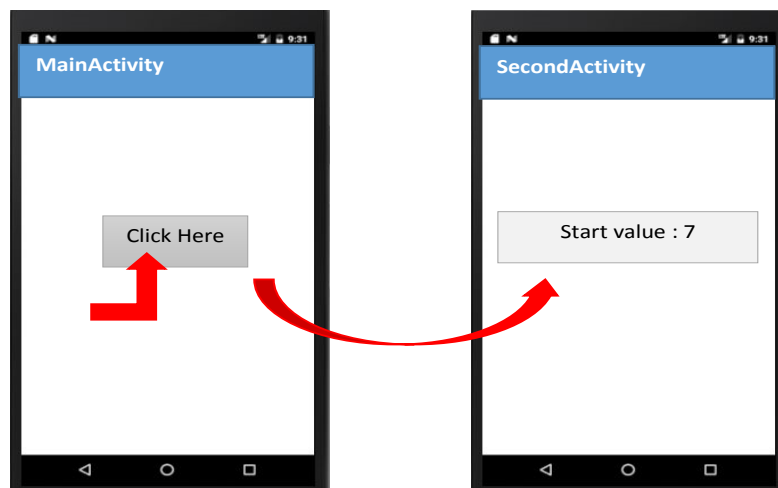 9:31
MainActivity
Click Here
9:31
SecondActivity
Start value : 7